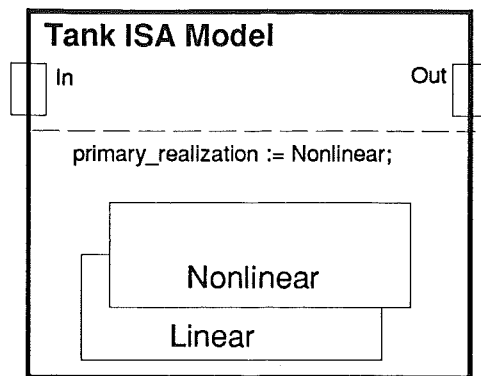 Tank ISA Model
In
Out
primary_realization := Nonlinear;
Nonlinear
Linear